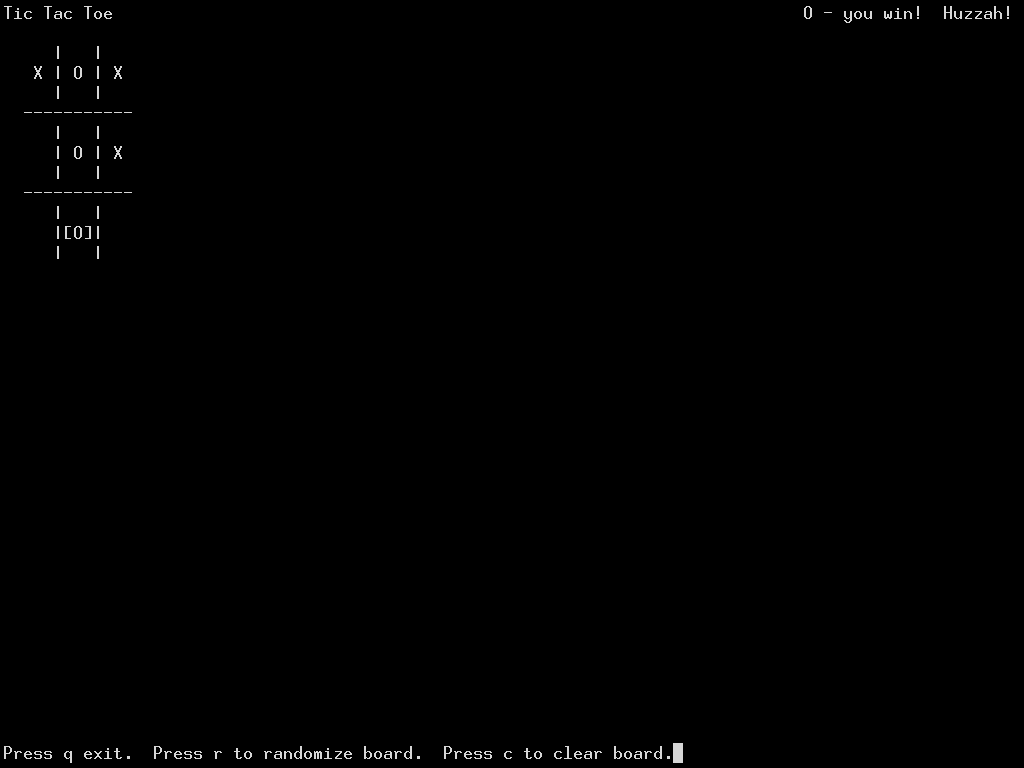 Tic Tac Toe O - you win!  Huzzah!
| |
X | O | X
| |
-----------
| |
| O | X
| |
-----------
| |
|[O]|
| |
Press q exit.  Press r to randomize board.  Press c to clear board.